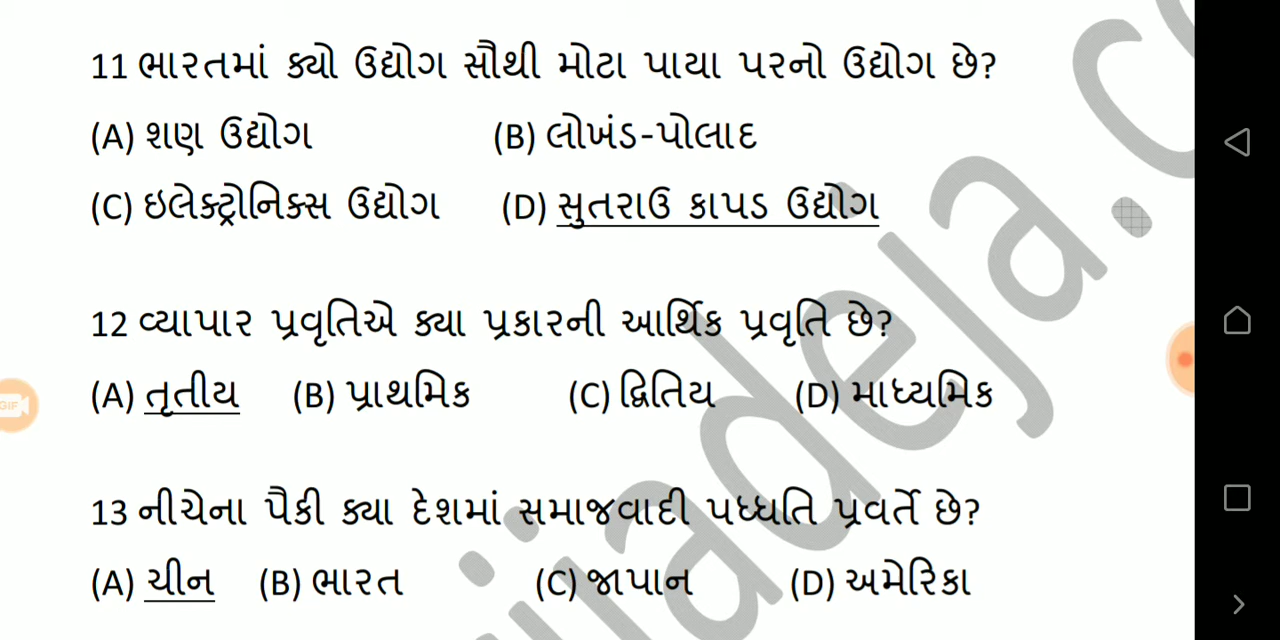 11 ભારતમાં ક્યો ઉદ્યોગ સૌથી મોટા પાયા પરનો ઉદ્યોગ છે?
(A) શણ ઉદ્યોગ (B) લોખંડ-પોલાદ
(C) ઇલેક્ટ્રોનિક્સ ઉદ્યોગ (D) સુતરાઉ કાપડ ઉદ્યોગ
12 વ્યાપાર પ્રવૃતિએ ક્યા પ્રકારની આર્થિક પ્રવૃતિ છે?
(A) તૃતીય (B) પ્રાથમિક (C) દ્વિતિય (D) માધ્યમિક
13 નીચેના પૈકી ક્યા દેશમાં સમાજવાદી પધ્ધતિ પ્રવર્તે છે?
(A) ચીન (B) ભારત (C) જાપાન (D) અમેરિકા
GIF